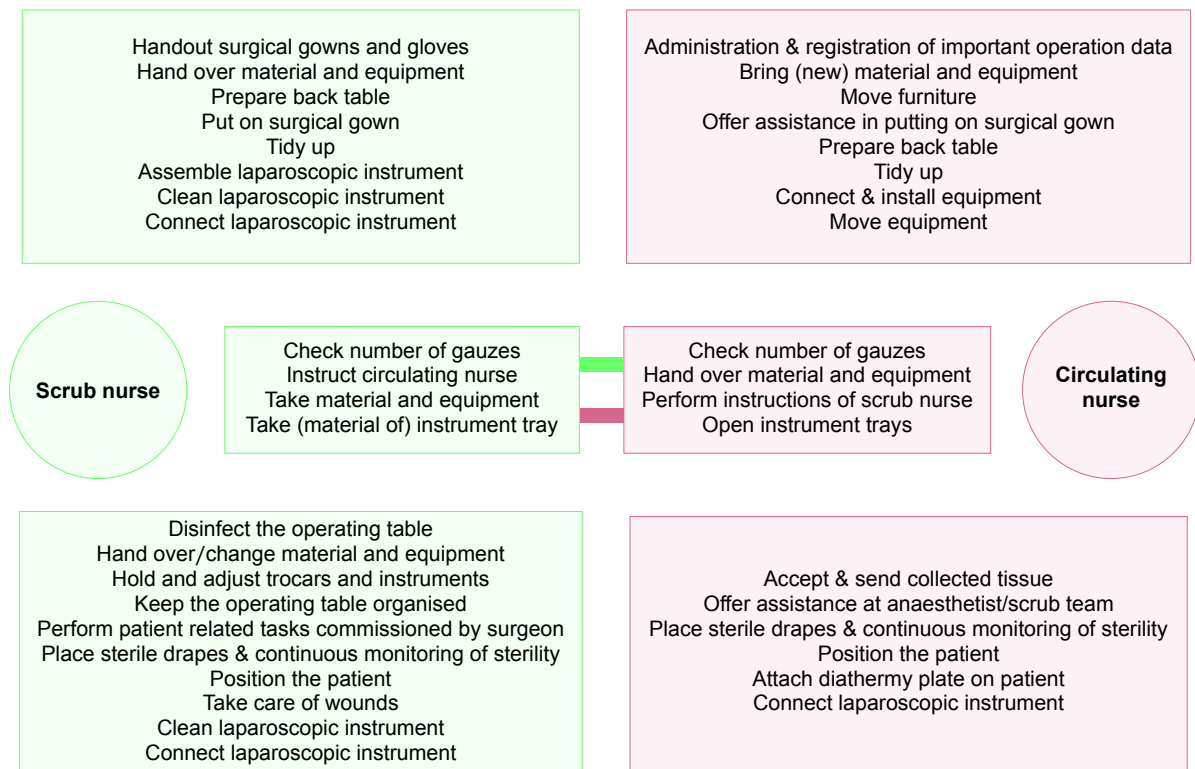 Handout surgical gowns and gloves
Hand over material and equipment
Prepare back table
Put on surgical gown
Tidy up
Assemble laparoscopic instrument
Clean laparoscopic instrument
Connect laparoscopic instrument
Administration & registration of important operation data
Bring (new) material and equipment
Move furniture
Offer assistance in putting on surgical gown
Prepare back table
Tidy up
Connect & install equipment
Move equipment
Scrub nurse
Check number of gauzes
Instruct circulating nurse
Take material and equipment
Take (material of) instrument tray
Check number of gauzes
Hand over material and equipment
Perform instructions of scrub nurse
Open instrument trays
Circulating
nurse
Disinfect the operating table
Hand over/change material and equipment
Hold and adjust trocars and instruments
Keep the operating table organised
Perform patient related tasks commissioned by surgeon
Place sterile drapes & continuous monitoring of sterility
Position the patient
Take care of wounds
Clean laparoscopic instrument
Connect laparoscopic instrument
Accept & send collected tissue
Offer assistance at anaesthetist/scrub team
Place sterile drapes & continuous monitoring of sterility
Position the patient
Attach diathermy plate on patient
Connect laparoscopic instrument